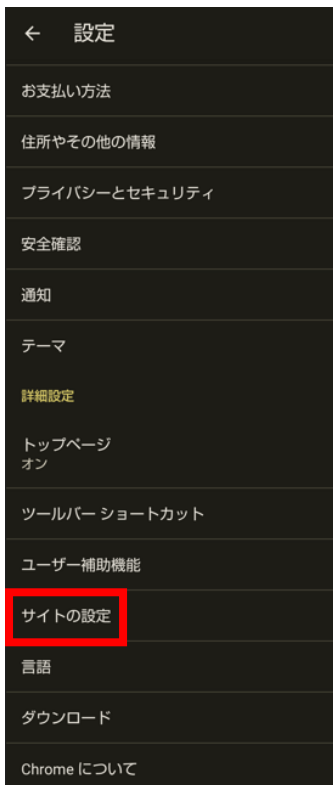 設定
お支払い方法
住所やその他の情報
プライバシーとセキュリティ
安全確認
通知
テーマ
詳細設定
トップページ
オン
ツールバー ショートカット
ユーザー補助機能
サイトの設定
言語
ダウンロード
Chrome について